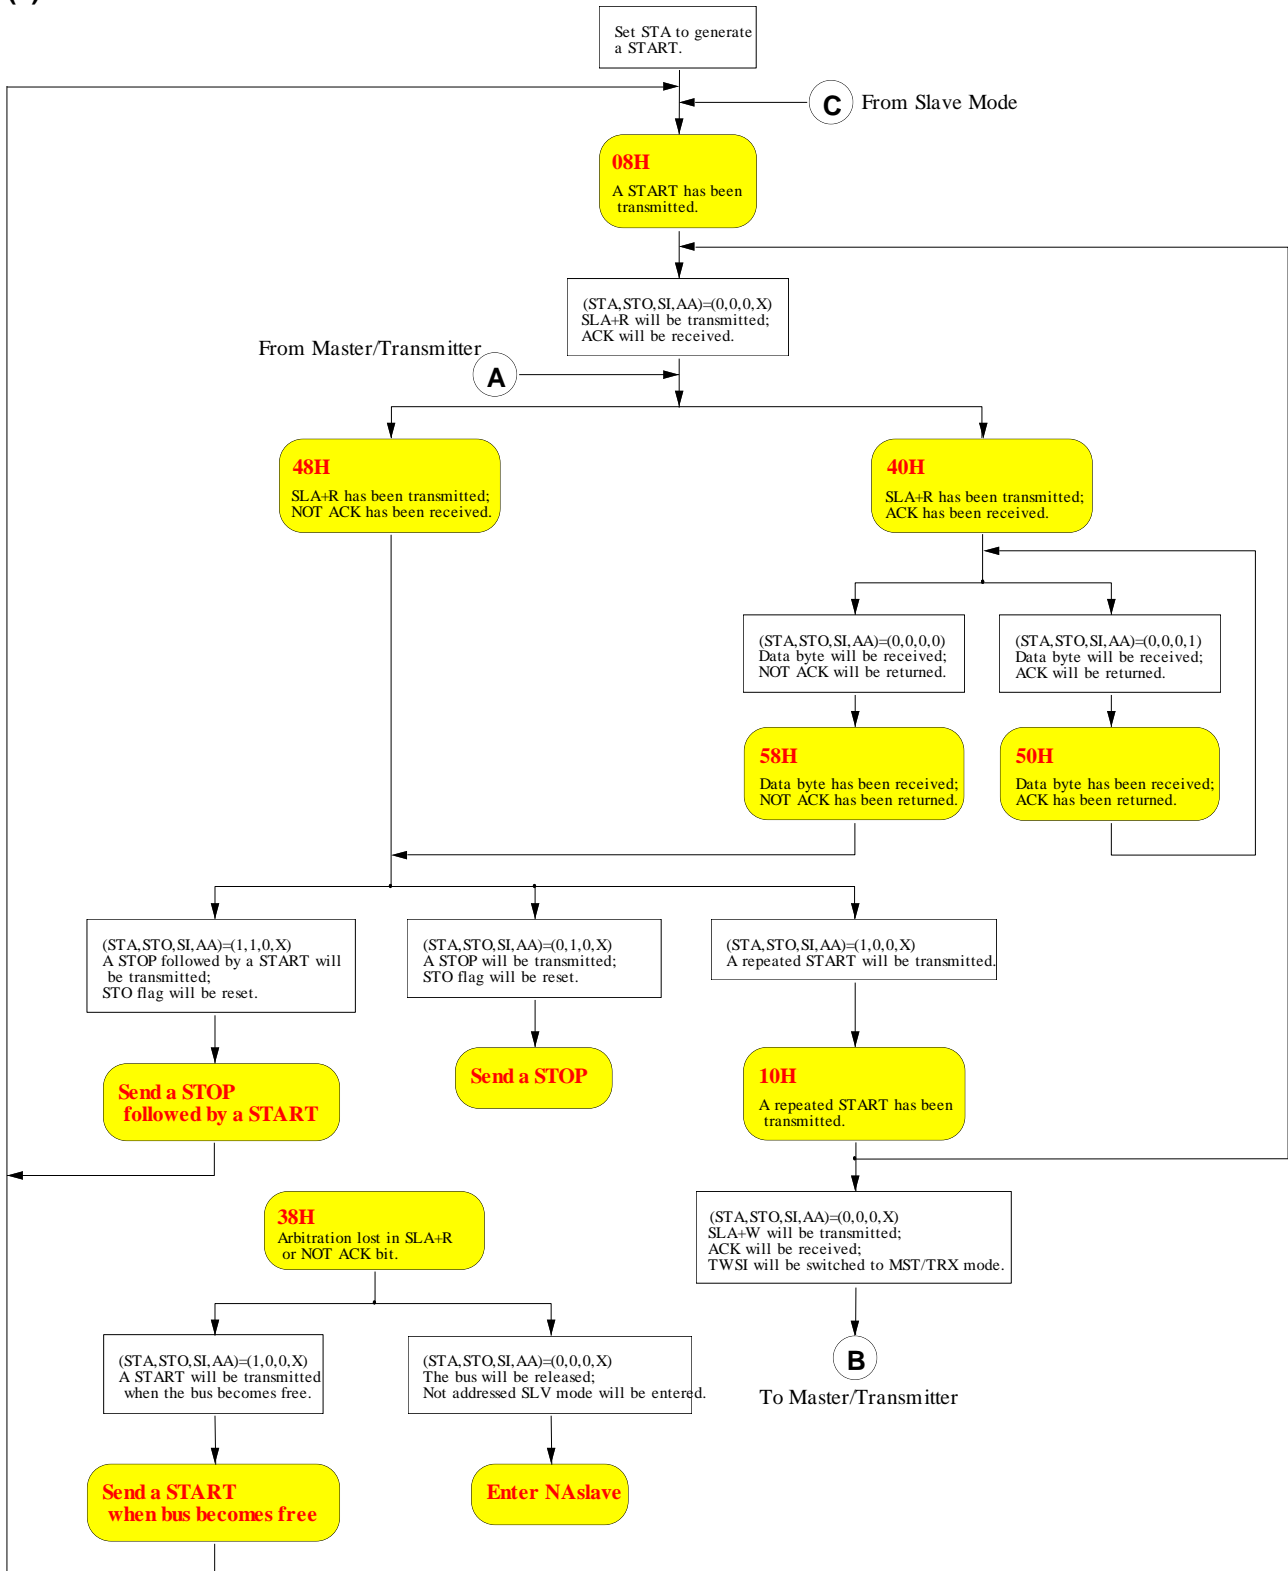 Set STA to generate
a START.
C From Slave Mode
08H
A START has been
transmitted.
(STA,STO,SI,AA)=(0,0,0,X)
SLA+R will be transmitted;
ACK will be received.
From Master/Transmitter
A
48H
SLA+R has been transmitted;
NOT ACK has been received.
40H
SLA+R has been transmitted;
ACK has been received.
(STA,STO,SI,AA)=(0,0,0,0)
Data byte will be received;
NOT ACK will be returned.
(STA,STO,SI,AA)=(0,0,0,1)
Data byte will be received;
ACK will be returned.
58H
Data byte has been received;
NOT ACK has been returned.
50H
Data byte has been received;
ACK has been returned.
(STA,STO,SI,AA)=(1,1,0,X)
A STOP followed by a START will
be transmitted;
STO flag will be reset.
(STA,STO,SI,AA)=(0,1,0,X)
A STOP will be transmitted;
STO flag will be reset.
(STA,STO,SI,AA)=(1,0,0,X)
A repeated START will be transmitted.
Send a STOP
followed by a START
Send a STOP
10H
A repeated START has been
transmitted.
38H
Arbitration lost in SLA+R
or NOT ACK bit.
(STA,STO,SI,AA)=(0,0,0,X)
SLA+W will be transmitted;
ACK will be received;
TWSI will be switched to MST/TRX mode.
(STA,STO,SI,AA)=(1,0,0,X)
A START will be transmitted
when the bus becomes free.
(STA,STO,SI,AA)=(0,0,0,X)
The bus will be released;
Not addressed SLV mode will be entered.
B
To Master/Transmitter
Send a START
when bus becomes free
Enter NAslave